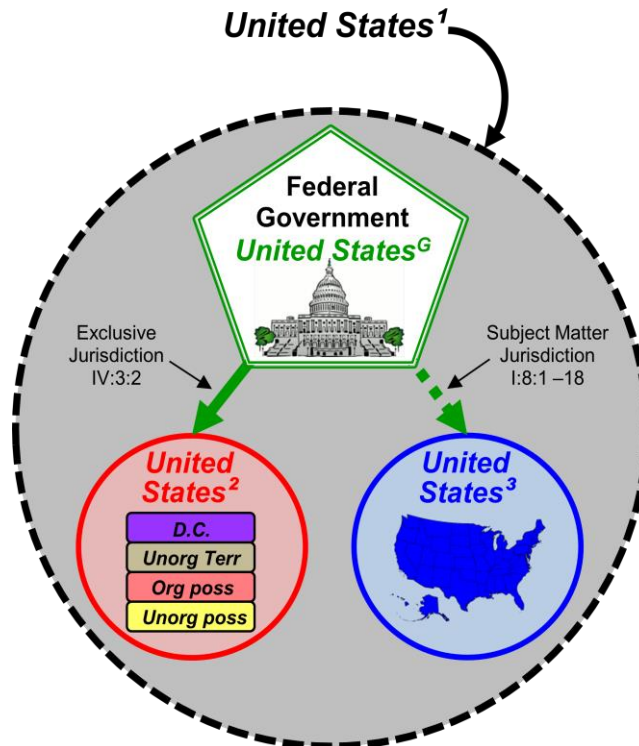 United States¹
Federal
Government
United Statesᴳ
Exclusive
Jurisdiction
IV:3:2
Subject Matter
Jurisdiction
I:8:1 –18
United
States²
D.C.
Unorg Terr
Org poss
Unorg poss
United
States³